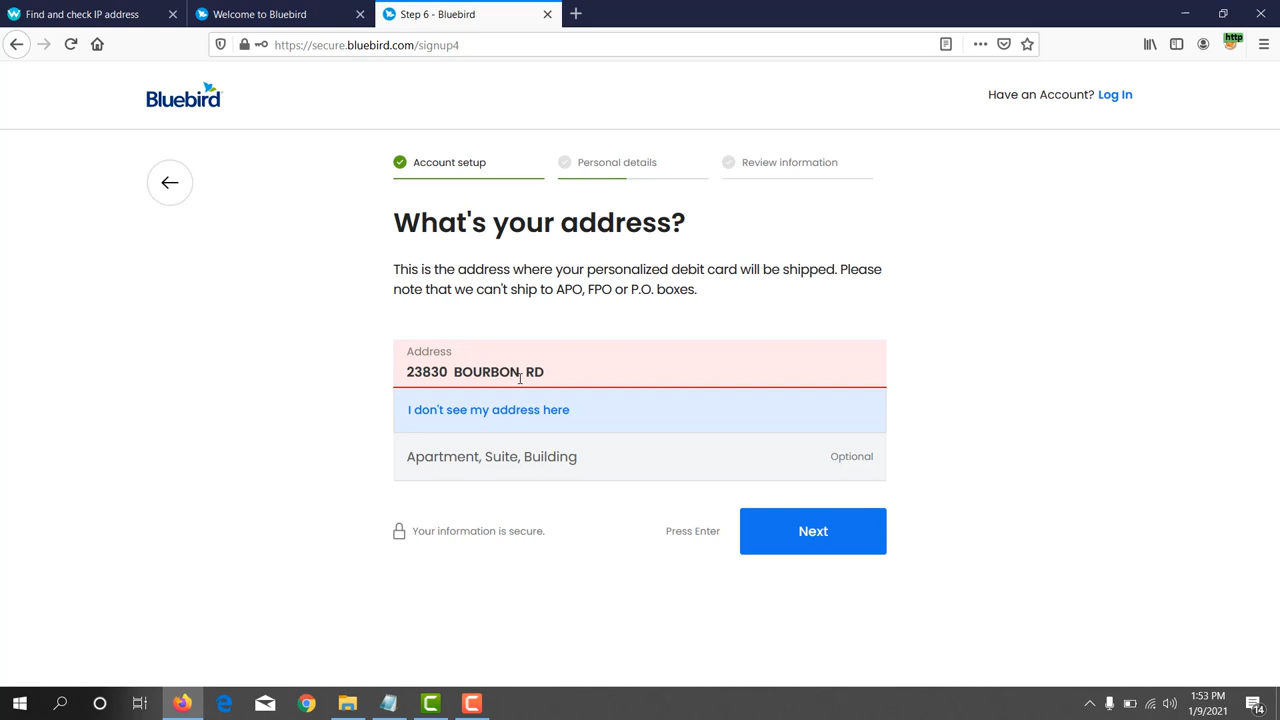 Find and check IP address
Welcome to Bluebird
Step 6 - Bluebird
https://secure.bluebird.com/signup4
http
Bluebird
Have an Account? Log In
Account setup
Personal details
Review information
What's your address?
This is the address where your personalized debit card will be shipped. Please
note that we can't ship to APO, FPO or P.O. boxes.
Address
23830 BOURBON RD
I don't see my address here
Apartment, Suite, Building
Optional
Your information is secure.
Press Enter
Next
1:53 PM
1/9/2021
14